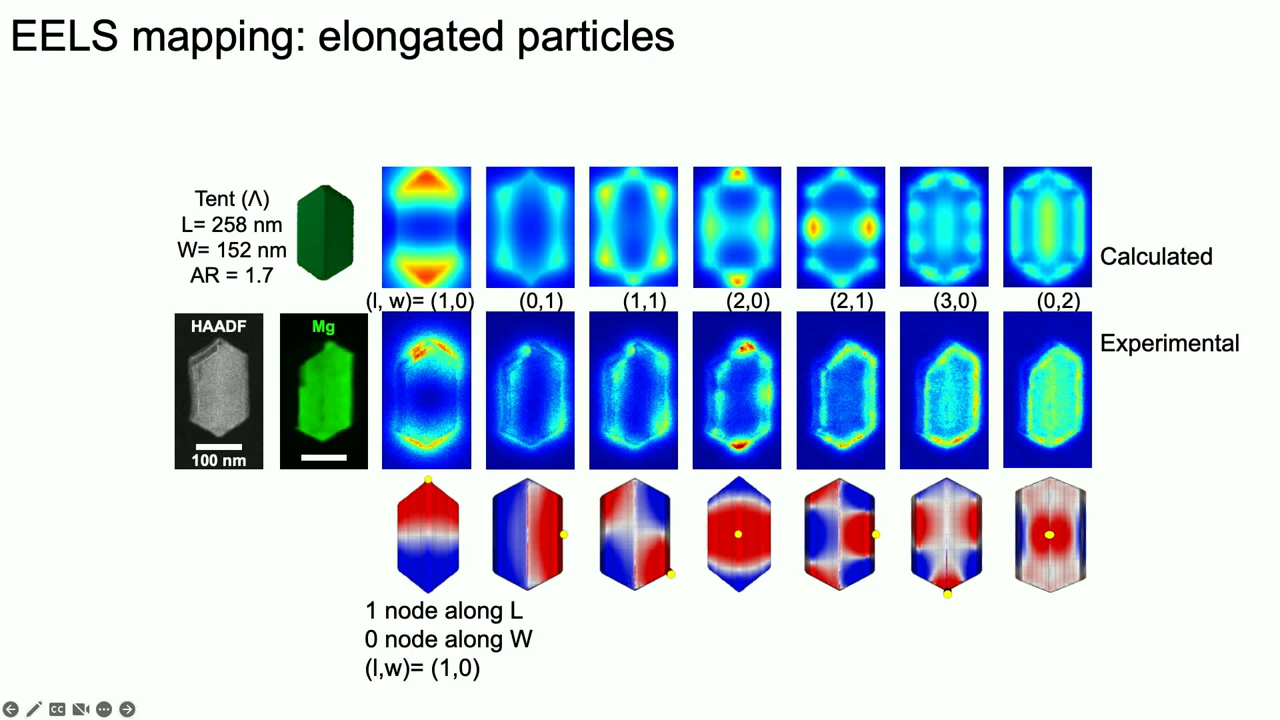 EELS mapping: elongated particles
Tent (Λ)
L= 258 nm
W= 152 nm
AR = 1.7
Calculated
(l, w)= (1,0) (0,1) (1,1) (2,0) (2,1) (3,0) (0,2)
HAADF
Mg
Experimental
100 nm
1 node along L
0 node along W
(l,w)= (1,0)
CC